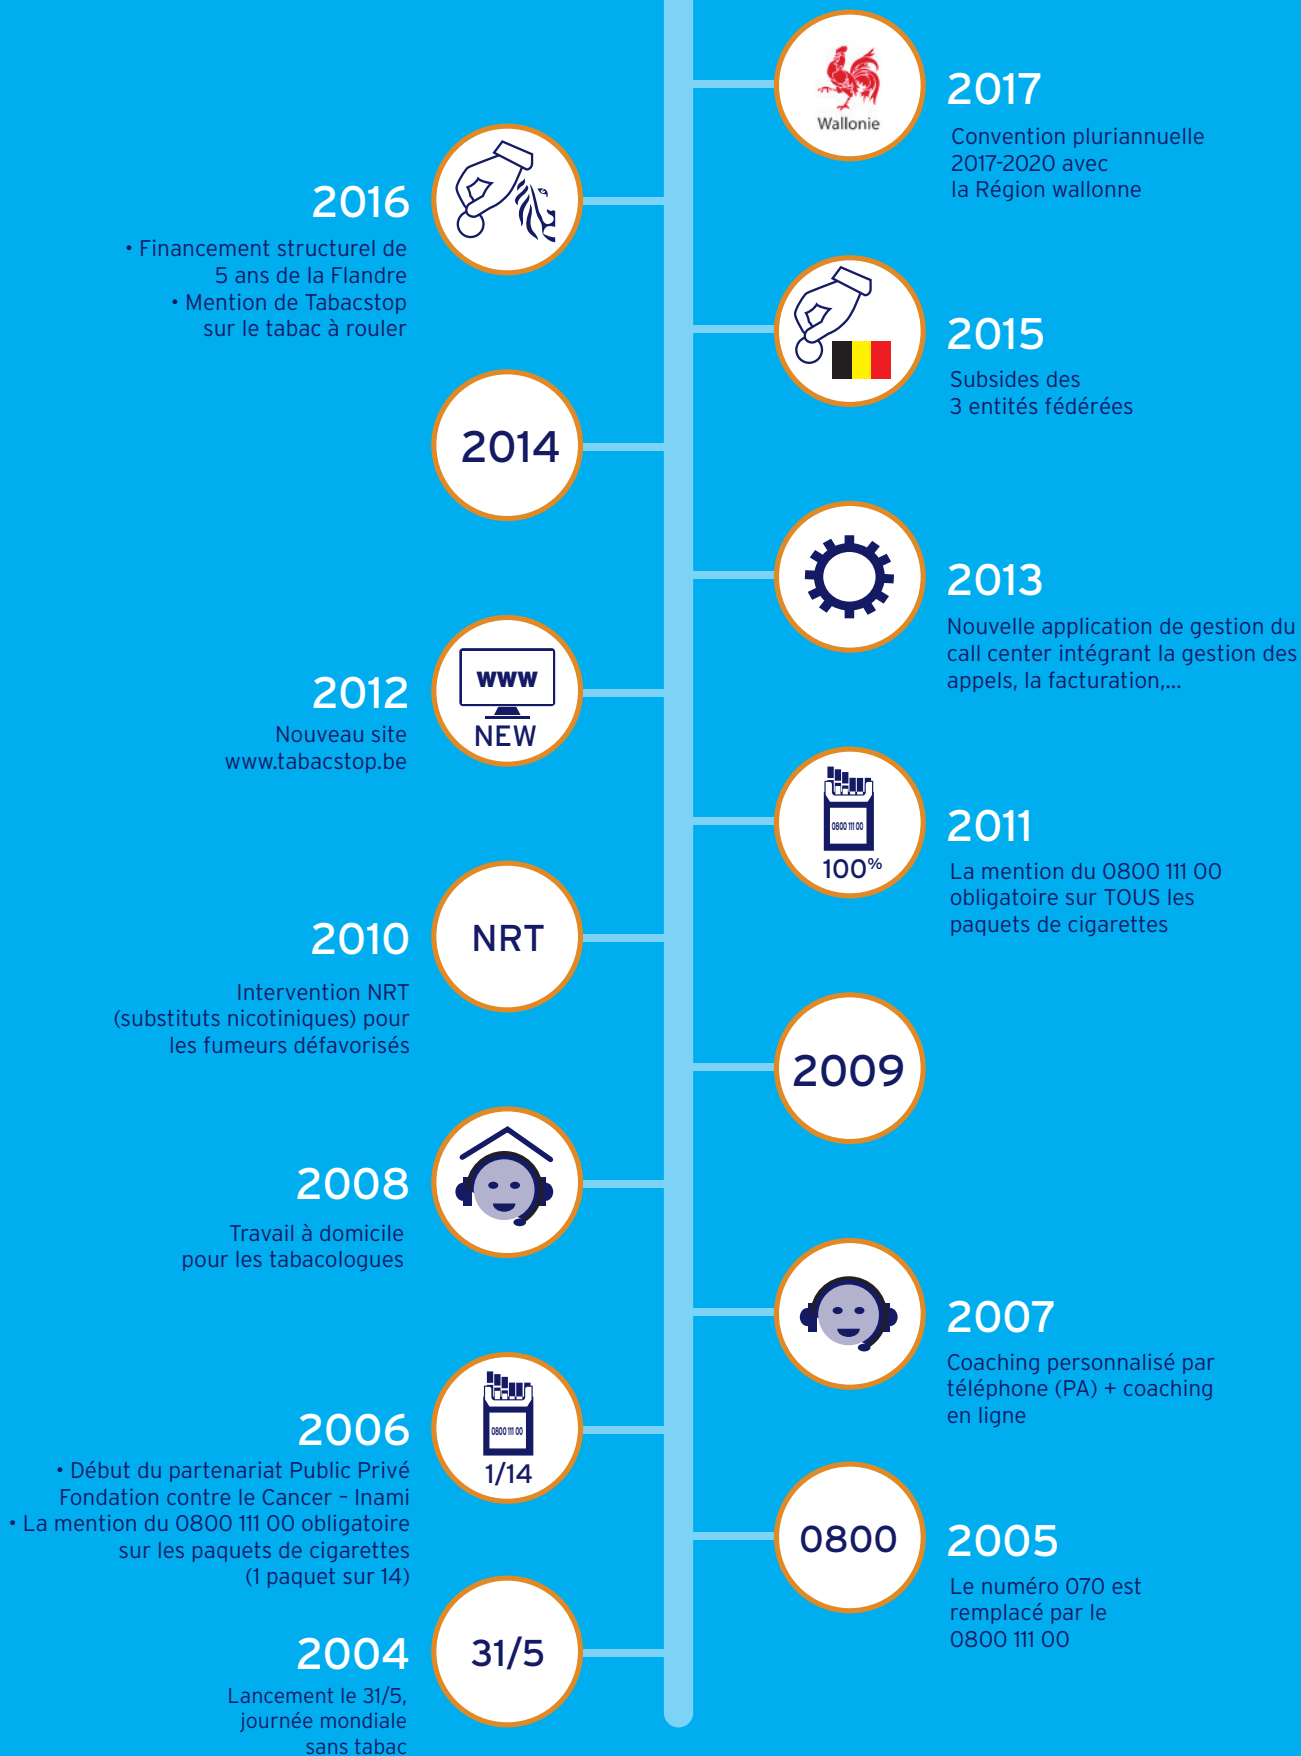 Wallonie
2017
Convention pluriannuelle
2017-2020 avec
la Région wallonne
2016
• Financement structurel de
5 ans de la Flandre
• Mention de Tabacstop
sur le tabac à rouler
2015
Subsides des
3 entités fédérées
2014
2013
Nouvelle application de gestion du
call center intégrant la gestion des
appels, la facturation,...
www
NEW
2012
Nouveau site
www.tabacstop.be
0800 111 00
100%
2011
La mention du 0800 111 00
obligatoire sur TOUS les
paquets de cigarettes
NRT
2010
Intervention NRT
(substituts nicotiniques) pour
les fumeurs défavorisés
2009
2008
Travail à domicile
pour les tabacologues
2007
Coaching personnalisé par
téléphone (PA) + coaching
en ligne
0800 111 00
1/14
2006
• Début du partenariat Public Privé
Fondation contre le Cancer – Inami
• La mention du 0800 111 00 obligatoire
sur les paquets de cigarettes
(1 paquet sur 14)
0800
2005
Le numéro 070 est
remplacé par le
0800 111 00
31/5
2004
Lancement le 31/5,
journée mondiale
sans tabac